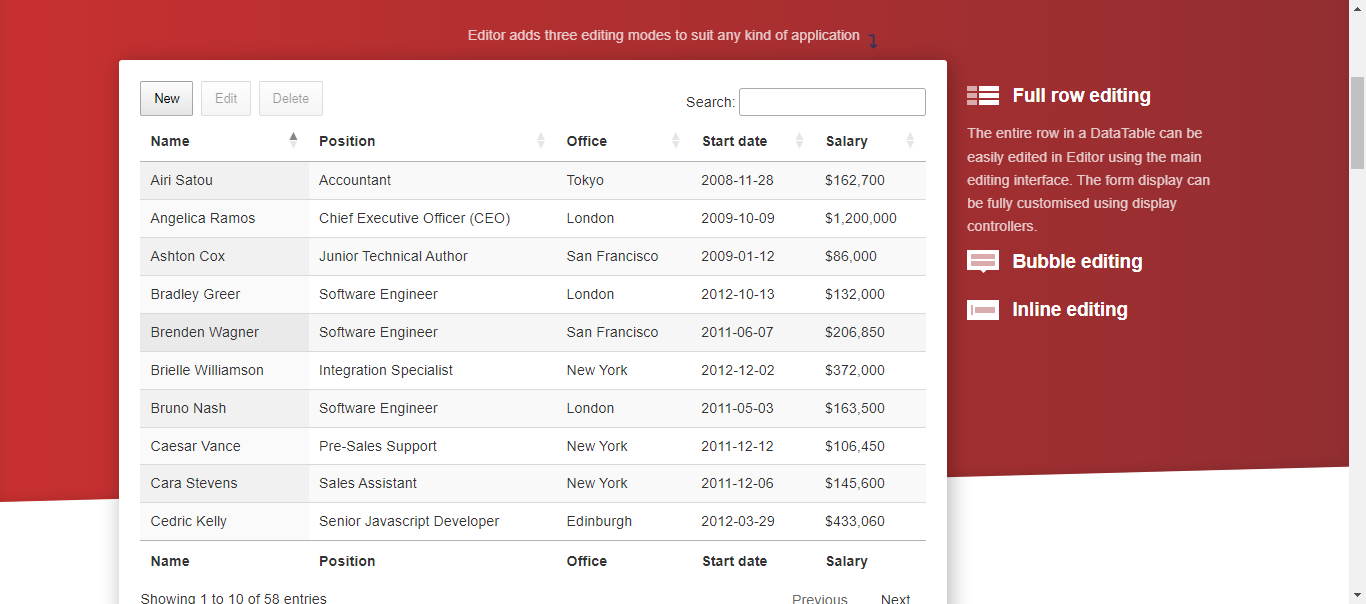 Editor adds three editing modes to suit any kind of application
New Edit Delete
Search:
Name Position Office Start date Salary
Airi Satou Accountant Tokyo 2008-11-28 $162,700
Angelica Ramos Chief Executive Officer (CEO) London 2009-10-09 $1,200,000
Ashton Cox Junior Technical Author San Francisco 2009-01-12 $86,000
Bradley Greer Software Engineer London 2012-10-13 $132,000
Brenden Wagner Software Engineer San Francisco 2011-06-07 $206,850
Brielle Williamson Integration Specialist New York 2012-12-02 $372,000
Bruno Nash Software Engineer London 2011-05-03 $163,500
Caesar Vance Pre-Sales Support New York 2011-12-12 $106,450
Cara Stevens Sales Assistant New York 2011-12-06 $145,600
Cedric Kelly Senior Javascript Developer Edinburgh 2012-03-29 $433,060
Name Position Office Start date Salary
Showing 1 to 10 of 58 entries
Previous Next
Full row editing
The entire row in a DataTable can be
easily edited in Editor using the main
editing interface. The form display can
be fully customised using display
controllers.
Bubble editing
Inline editing